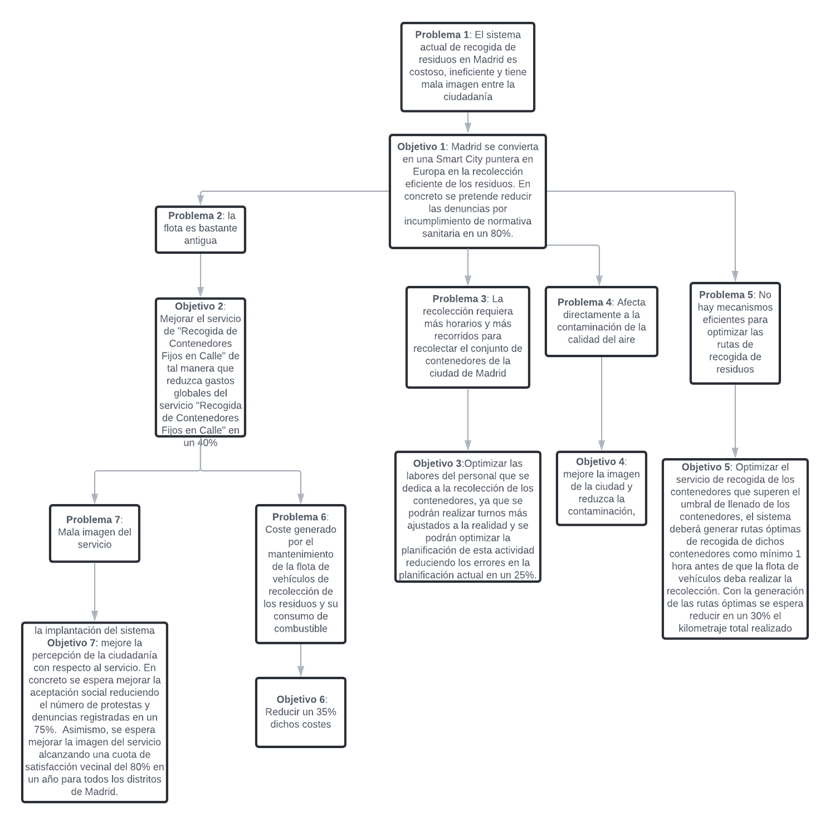 Problema 1: El sistema
actual de recogida de
residuos en Madrid es
costoso, ineficiente y tiene
mala imagen entre la
ciudadanía
Objetivo 1: Madrid se convierta
en una Smart City puntera en
Europa en la recolección
eficiente de los residuos. En
concreto se pretende reducir
las denuncias por
incumplimiento de normativa
sanitaria en un 80%.
Problema 2: la
flota es bastante
antigua
Objetivo 2:
Mejorar el servicio
de "Recogida de
Contenedores
Fijos en Calle" de
tal manera que
reduzca gastos
globales del
servicio "Recogida
de Contenedores
Fijos en Calle" en
un 40%
Problema 3: La
recolección requiera
más horarios y más
recorridos para
recolectar el conjunto de
contenedores de la
ciudad de Madrid
Problema 4: Afecta
directamente a la
contaminación de la
calidad del aire
Problema 5: No
hay mecanismos
eficientes para
optimizar las
rutas de
recogida de
residuos
Objetivo 3:Optimizar las
labores del personal que se
dedica a la recolección de los
contenedores, ya que se
podrán realizar turnos más
ajustados a la realidad y se
podrán optimizar la
planificación de esta actividad
reduciendo los errores en la
planificación actual en un 25%.
Objetivo 4:
mejore la imagen
de la ciudad y
reduzca la
contaminación,
Objetivo 5: Optimizar el
servicio de recogida de los
contenedores que superen el
umbral de llenado de los
contenedores, el sistema
deberá generar rutas óptimas
de recogida de dichos
contenedores como mínimo 1
hora antes de que la flota de
vehículos deba realizar la
recolección. Con la generación
de las rutas óptimas se espera
reducir en un 30% el
kilometraje total realizado
Problema 7:
Mala imagen del
servicio
Problema 6:
Coste generado
por el
mantenimiento
de la flota de
vehículos de
recolección de
los residuos y su
consumo de
combustible
la implantación del sistema
Objetivo 7: mejore la
percepción de la ciudadanía
con respecto al servicio. En
concreto se espera mejorar la
aceptación social reduciendo
el número de protestas y
denuncias registradas en un
75%. Asimismo, se espera
mejorar la imagen del servicio
alcanzando una cuota de
satisfacción vecinal del 80% en
un año para todos los distritos
de Madrid.
Objetivo 6:
Reducir un 35%
dichos costes